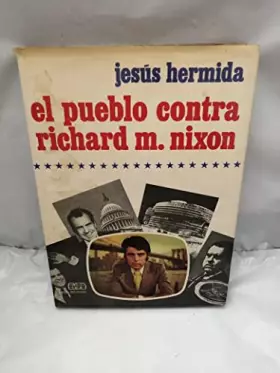 jesús hermida
el pueblo contra
richard m. nixon